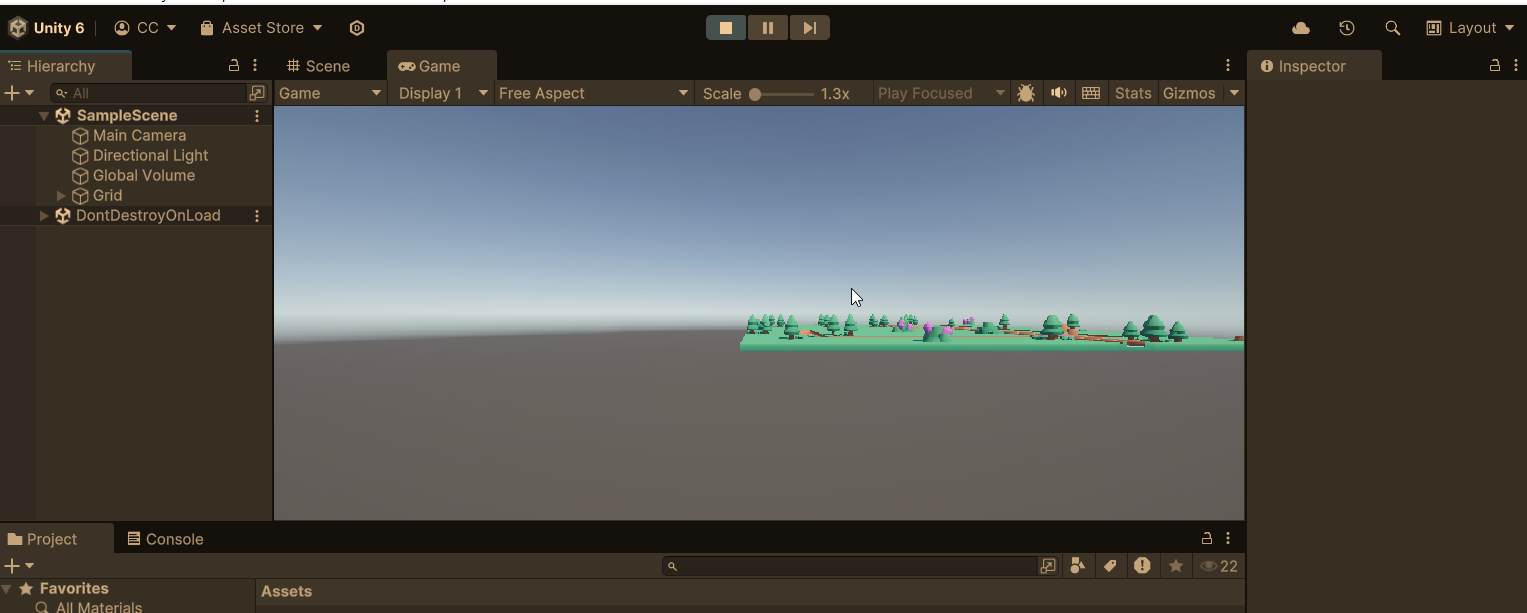 Unity 6 CC Asset Store Layout
Hierarchy Scene Game Inspector
All Game Display 1 Free Aspect Scale 1.3x Play Focused Stats Gizmos
SampleScene
Main Camera
Directional Light
Global Volume
Grid
DontDestroyOnLoad
Project Console
22
Favorites Assets
All Materials